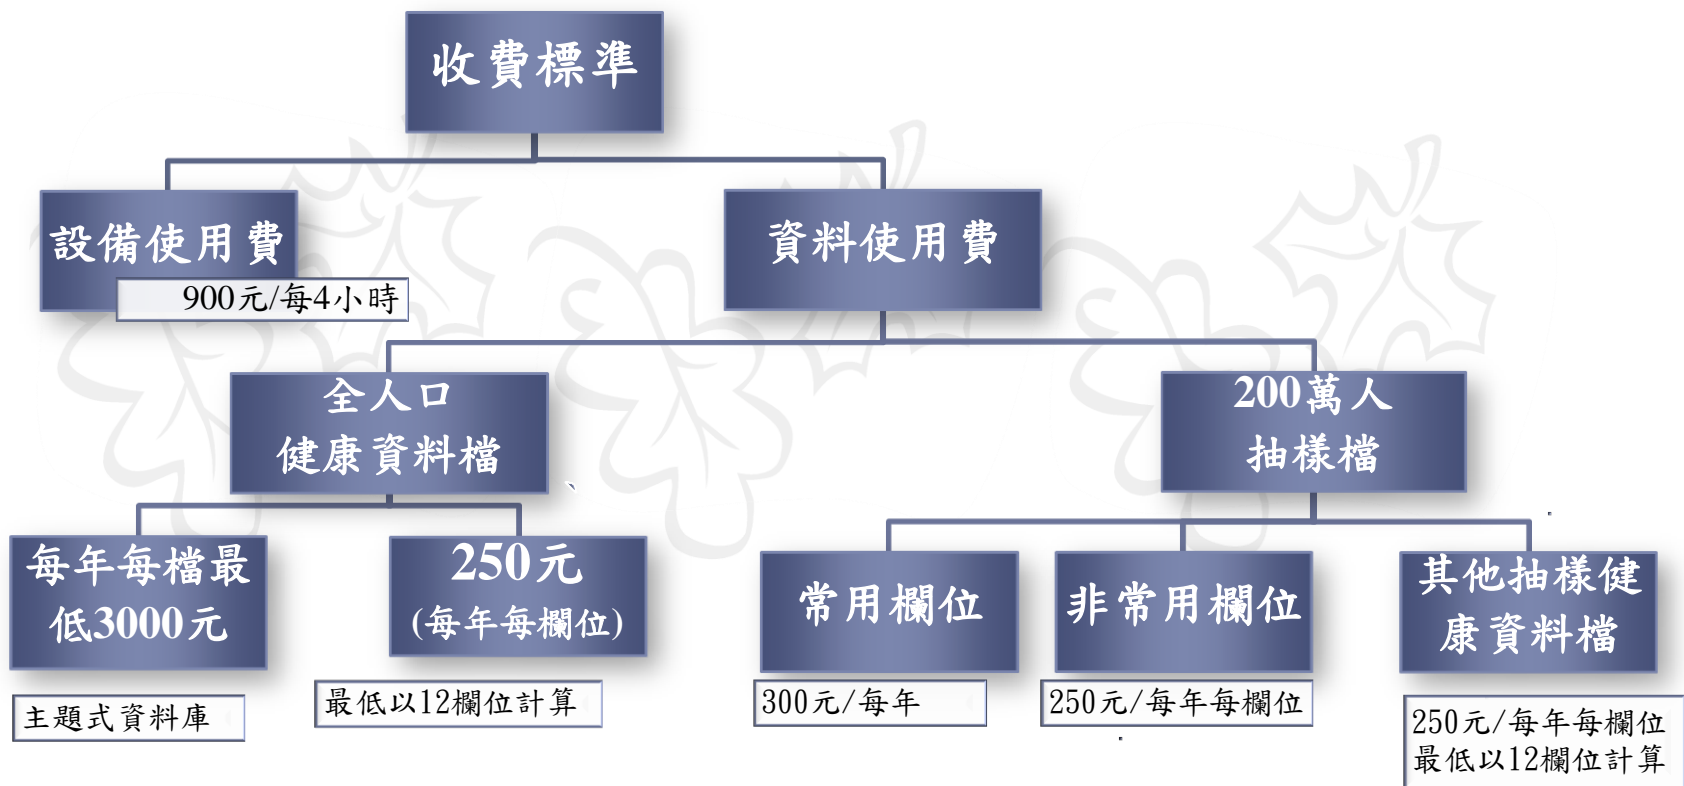 收費標準
設備使用費
900元/每4小時
資料使用費
全人口
健康資料檔
、
200萬人
抽樣檔
每年每檔最
低3000元
主題式資料庫
250元
(每年每欄位)
最低以12欄位計算
常用欄位
300元/每年
非常用欄位
250元/每年每欄位
其他抽樣健
康資料檔
250元/每年每欄位
最低以12欄位計算